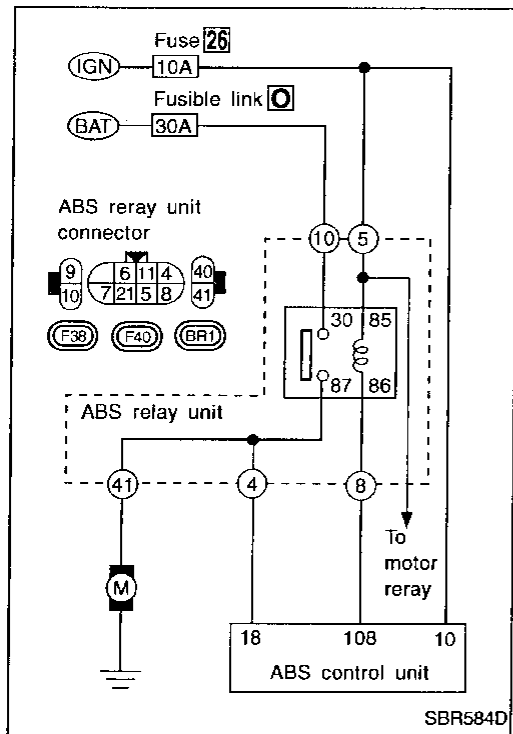 Fuse 26
IGN 10A
Fusible link O
BAT 30A
ABS reray unit
connector
10 5
9 6 11 4 40
10 7 21 5 8 41
F38 F40 BR1
30 85
87 86
ABS relay unit
41 4 8
To
motor
reray
M
18 108 10
ABS control unit
SBR584D